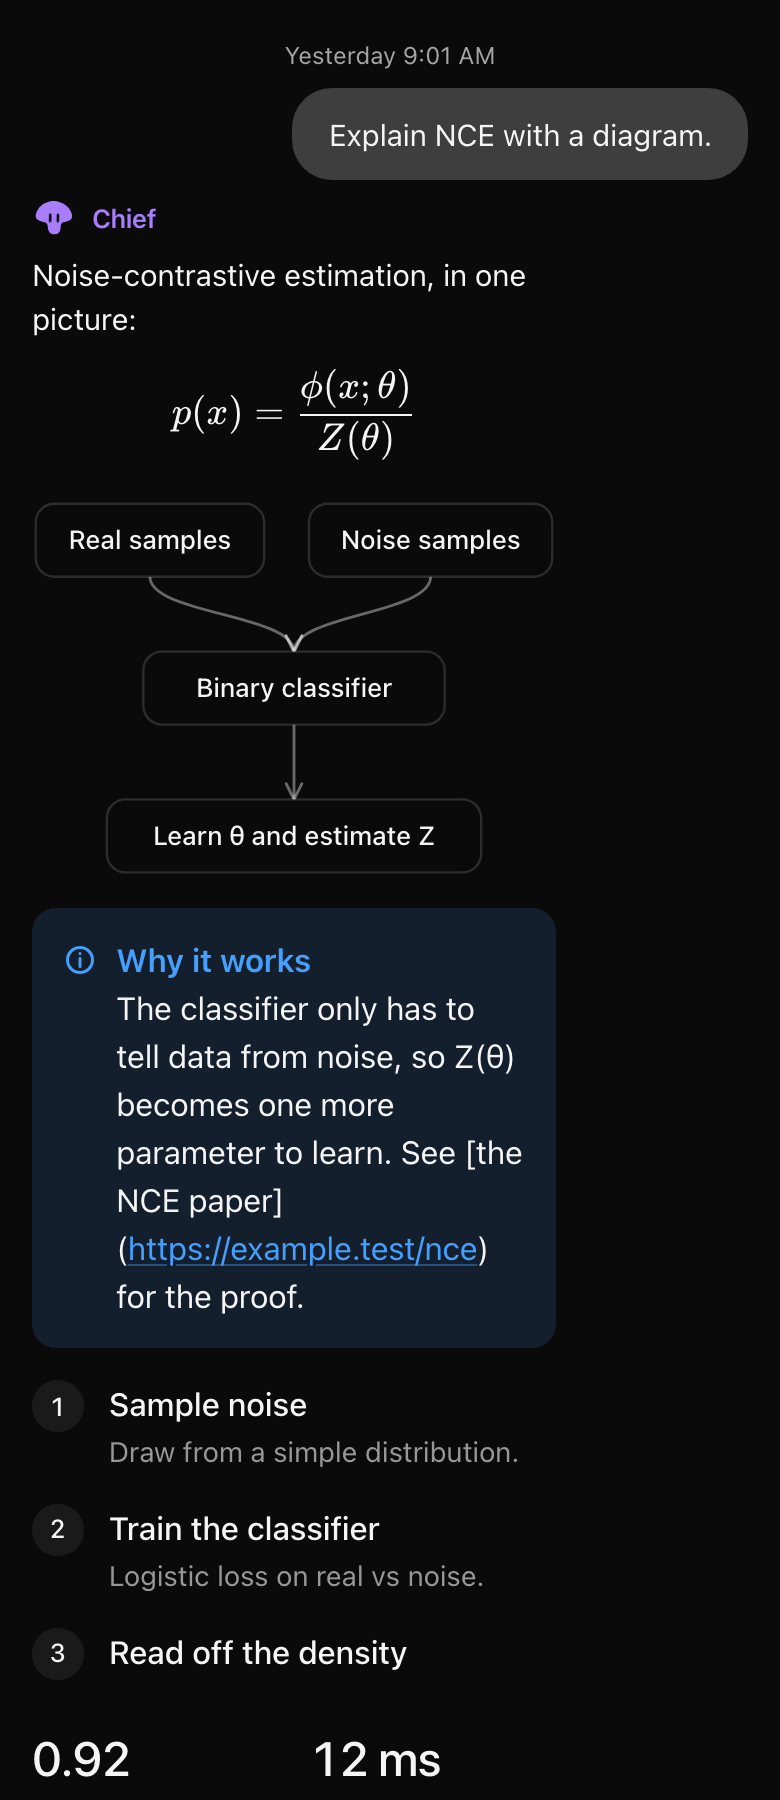 Yesterday 9:01 AM
Explain NCE with a diagram.
Chief
Noise-contrastive estimation, in one
picture:
p(x) = ϕ(x; θ) / Z(θ)
Real samples
Noise samples
Binary classifier
Learn θ and estimate Z
Why it works
The classifier only has to
tell data from noise, so Z(θ)
becomes one more
parameter to learn. See [the
NCE paper]
(https://example.test/nce)
for the proof.
1 Sample noise
Draw from a simple distribution.
2 Train the classifier
Logistic loss on real vs noise.
3 Read off the density
0.92
12 ms